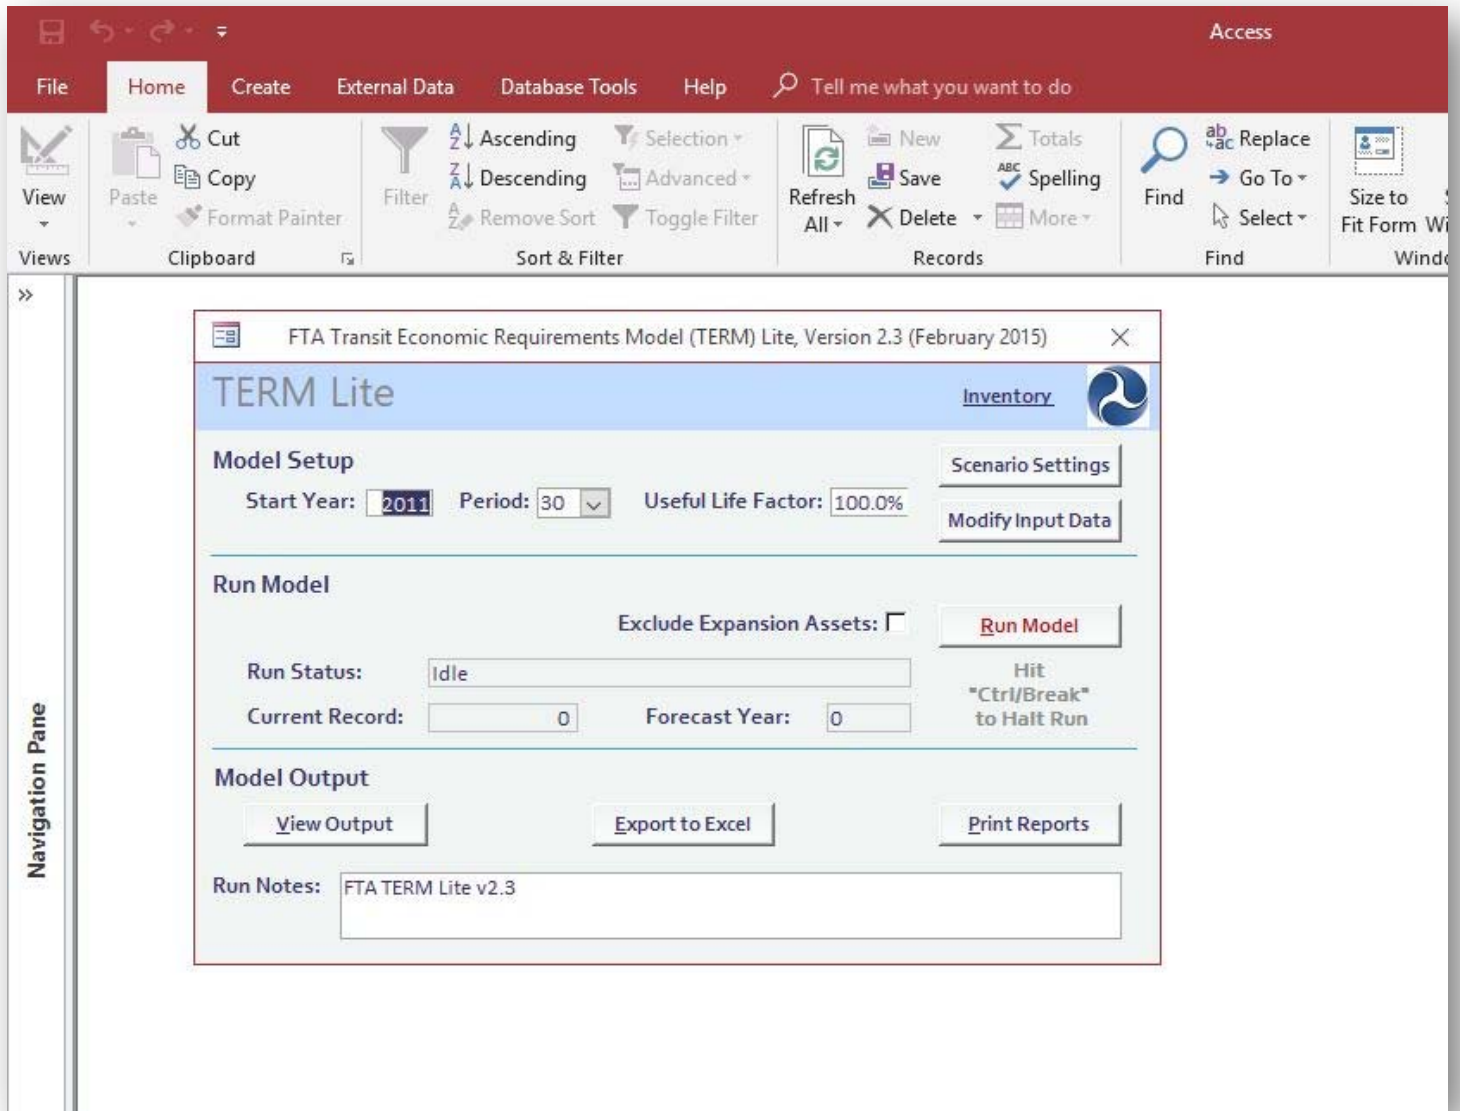 Access
File Home Create External Data Database Tools Help Tell me what you want to do
View
Views
Paste
Cut
Copy
Format Painter
Clipboard
Filter
Ascending
Descending
Remove Sort
Selection
Advanced
Toggle Filter
Sort & Filter
Refresh
All
New
Save
Delete
Totals
Spelling
More
Records
Find
Replace
Go To
Select
Find
Size to
Fit Form
Navigation Pane
FTA Transit Economic Requirements Model (TERM) Lite, Version 2.3 (February 2015)
TERM Lite
Inventory
Model Setup
Scenario Settings
Start Year: 2011 Period: 30 Useful Life Factor: 100.0%
Modify Input Data
Run Model
Exclude Expansion Assets:
Run Model
Run Status: Idle
Hit
"Ctrl/Break"
to Halt Run
Current Record: 0 Forecast Year: 0
Model Output
View Output Export to Excel Print Reports
Run Notes: FTA TERM Lite v2.3